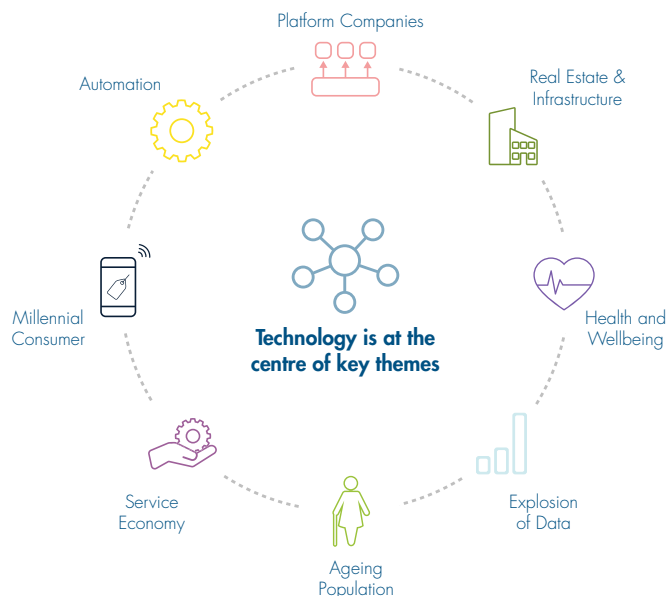 Platform Companies
Automation
Real Estate &
Infrastructure
Millennial
Consumer
Technology is at the
centre of key themes
Health and
Wellbeing
Service
Economy
Explosion
of Data
Ageing
Population